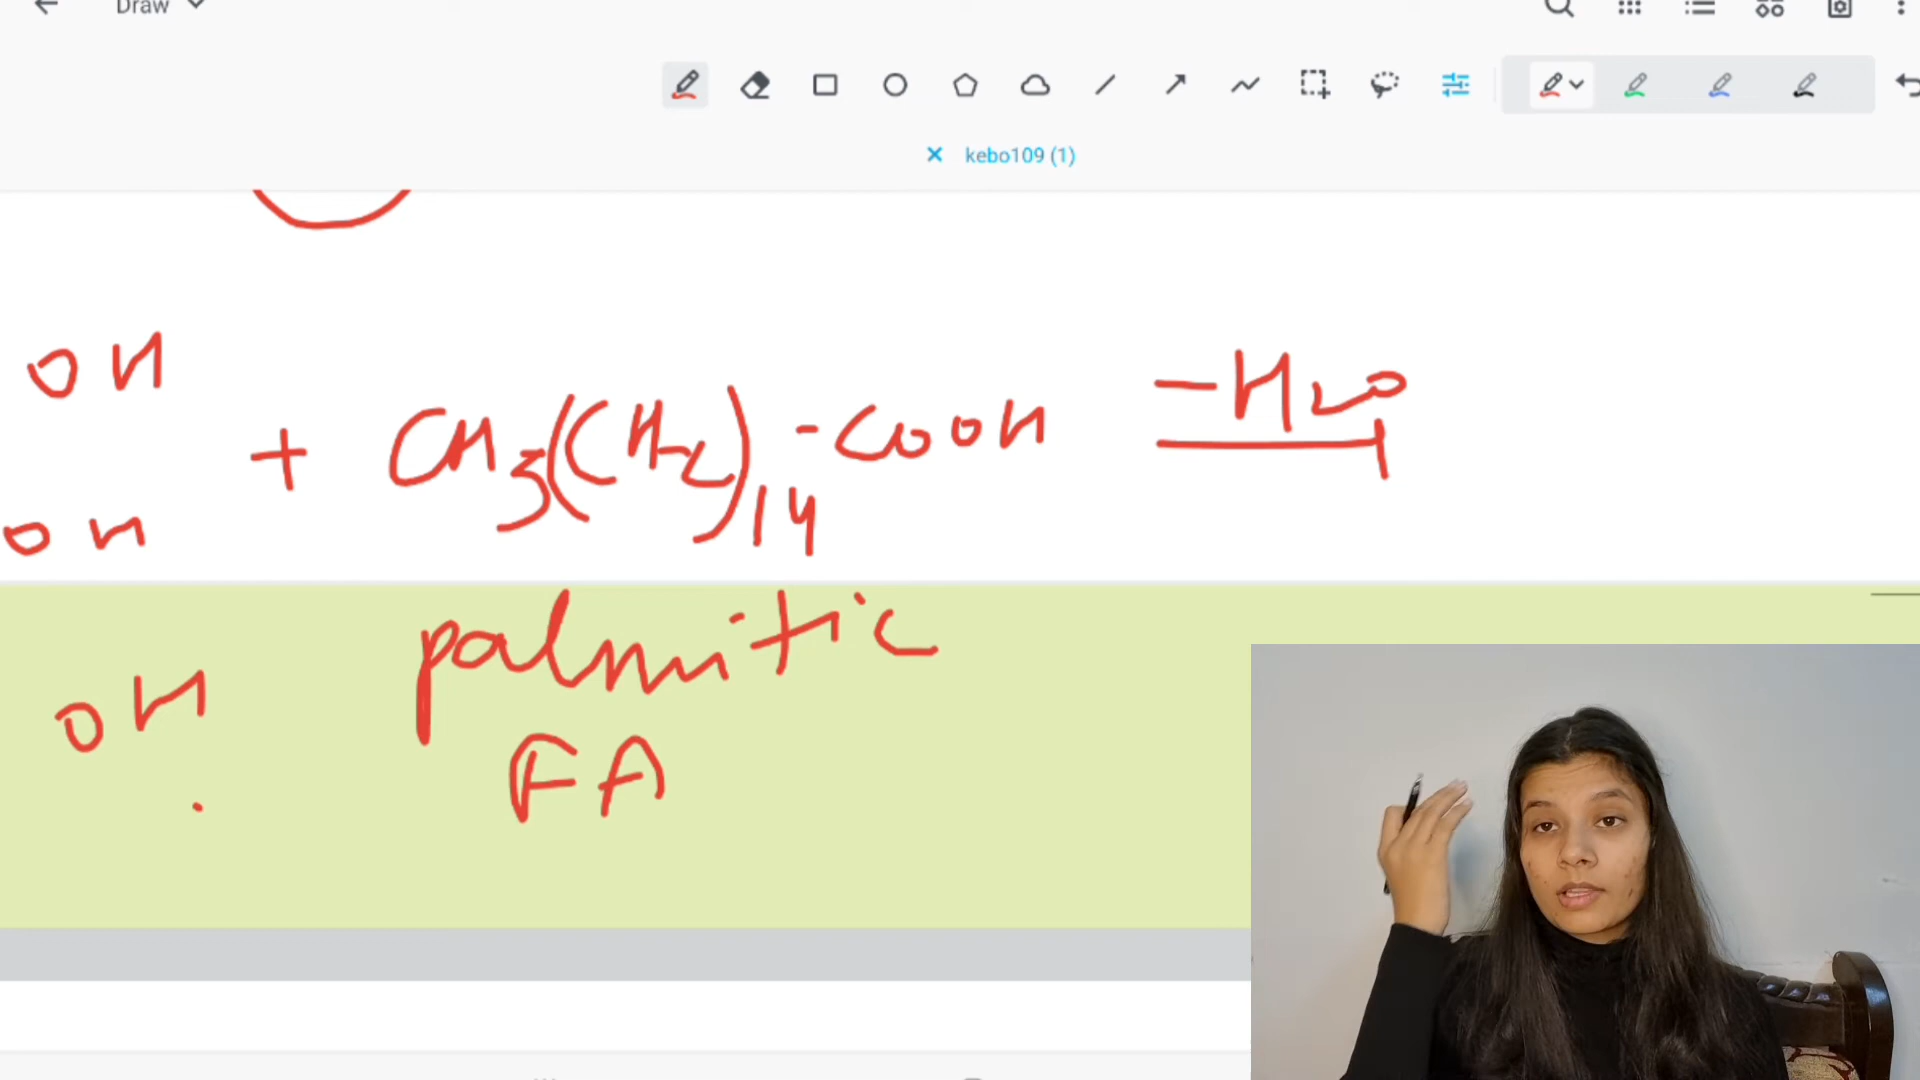 Draw
kebo109 (1)
OH
+ CH3(CH2)14-COOH -H2O
OH
palmitic
OH
FA